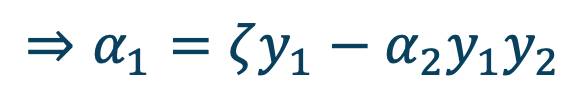 ⇒ α₁ = ζy₁ − α₂y₁y₂